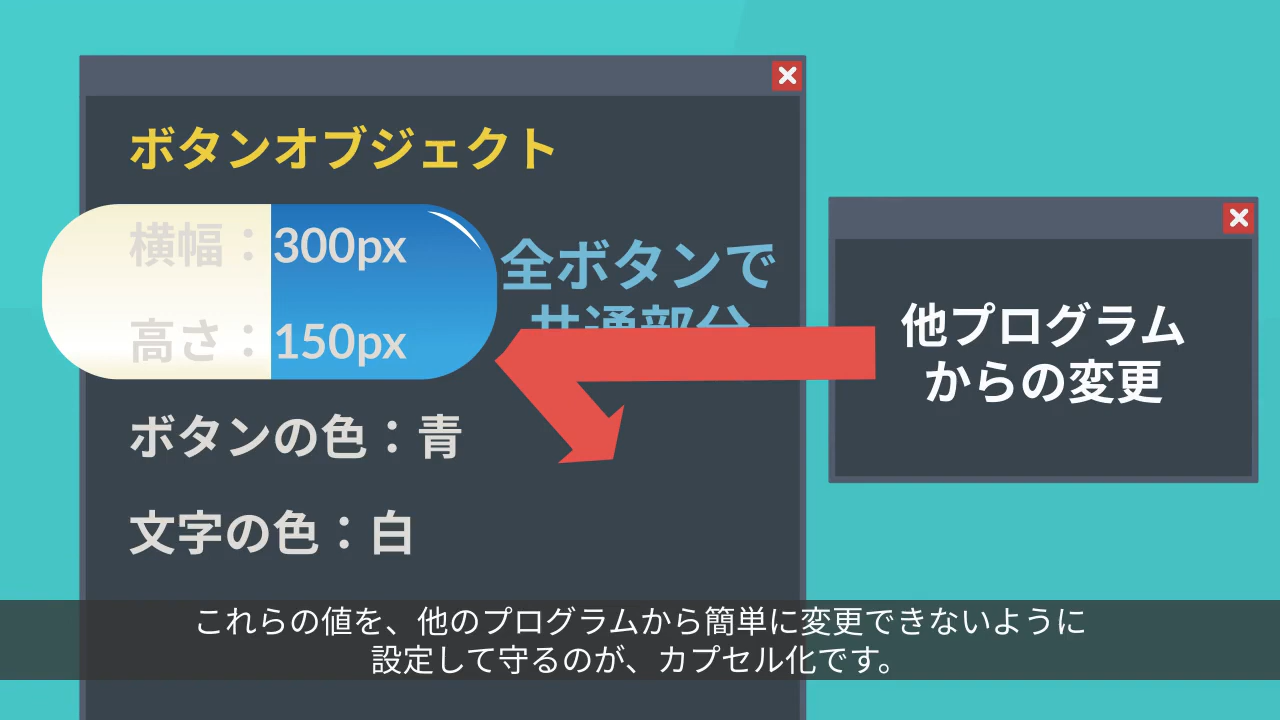 ボタンオブジェクト
横幅：300px
高さ：150px
全ボタンで
共通部分
ボタンの色：青
文字の色：白
他プログラム
からの変更
これらの値を、他のプログラムから簡単に変更できないように
設定して守るのが、カプセル化です。